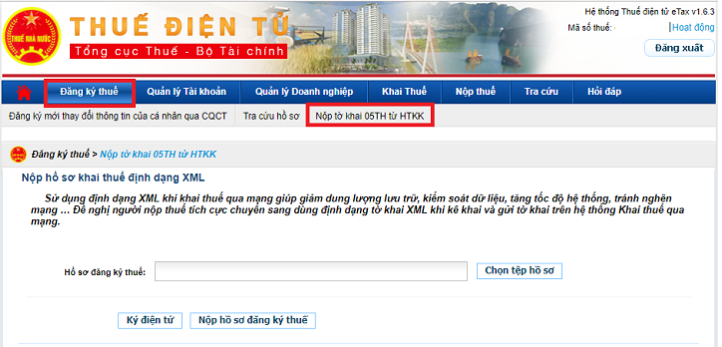 Hệ thống Thuế điện tử eTax v1.6.3
THUẾ NHÀ NƯỚC
THUẾ ĐIỆN TỬ
Mã số thuế:
|Hoạt động
Tổng cục Thuế - Bộ Tài chính
Đăng xuất
Đăng ký thuế
Quản lý Tài khoản
Quản lý Doanh nghiệp
Khai Thuế
Nộp thuế
Tra cứu
Hỏi đáp
Đăng ký mới thay đổi thông tin của cá nhân qua CQCT
Tra cứu hồ sơ
Nộp tờ khai 05TH từ HTKK
Đăng ký thuế > Nộp tờ khai 05TH từ HTKK
Nộp hồ sơ khai thuế định dạng XML
Sử dụng định dạng XML khi khai thuế qua mạng giúp giảm dung lượng lưu trữ, kiểm soát dữ liệu, tăng tốc độ hệ thống, tránh nghẽn
mạng ... Đề nghị người nộp thuế tích cực chuyển sang dùng định dạng tờ khai XML khi kê khai và gửi tờ khai trên hệ thống Khai thuế qua
mạng.
Hồ sơ đăng ký thuế:
Chọn tệp hồ sơ
Ký điện tử
Nộp hồ sơ đăng ký thuế